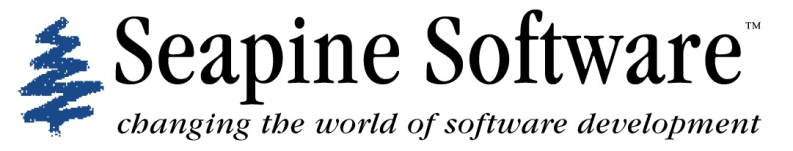 Seapine Software™
changing the world of software development